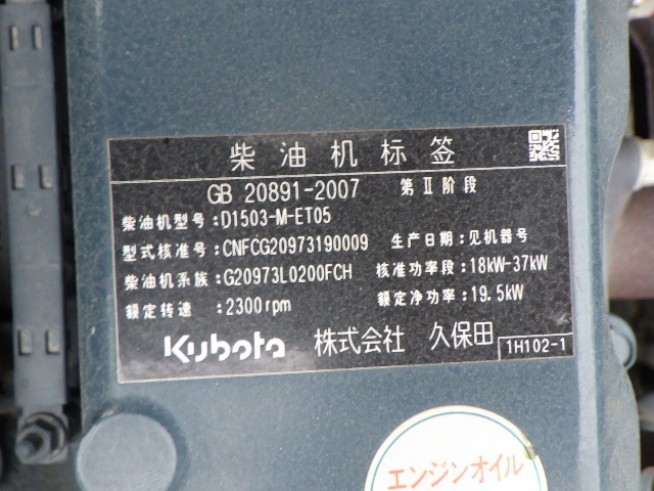 柴油机标签
GB 20891-2007 第Ⅱ阶段
柴油机型号:D1503-M-ET05
型式核准号:CNFCG20973190009 生产日期:见机器号
柴油机系族:G20973L0200FCH 核准功率段:18kW-37kW
额定转速:2300rpm 额定净功率:19.5kW
Kubota 株式会社 久保田 1H102-1
エンジンオイル